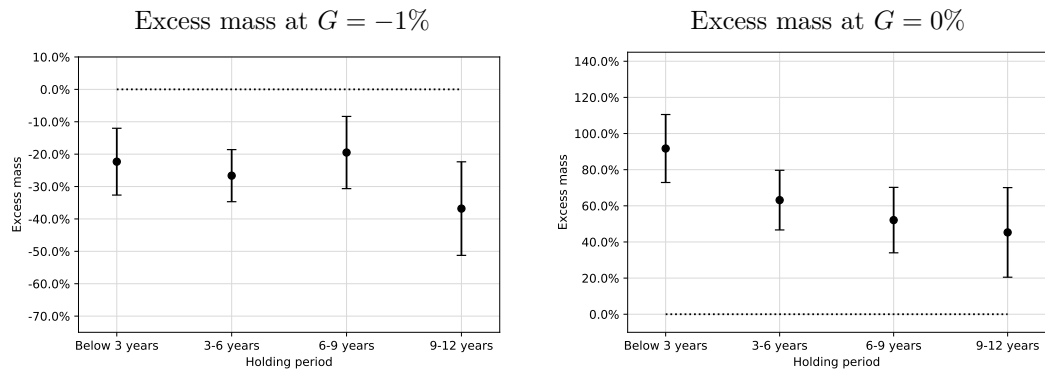 Excess mass at G = −1%
10.0%
0.0%
-10.0%
-20.0%
-30.0%
-40.0%
-50.0%
-60.0%
-70.0%
Excess mass
Below 3 years
3-6 years
6-9 years
9-12 years
Holding period
Excess mass at G = 0%
140.0%
120.0%
100.0%
80.0%
60.0%
40.0%
20.0%
0.0%
Excess mass
Below 3 years
3-6 years
6-9 years
9-12 years
Holding period